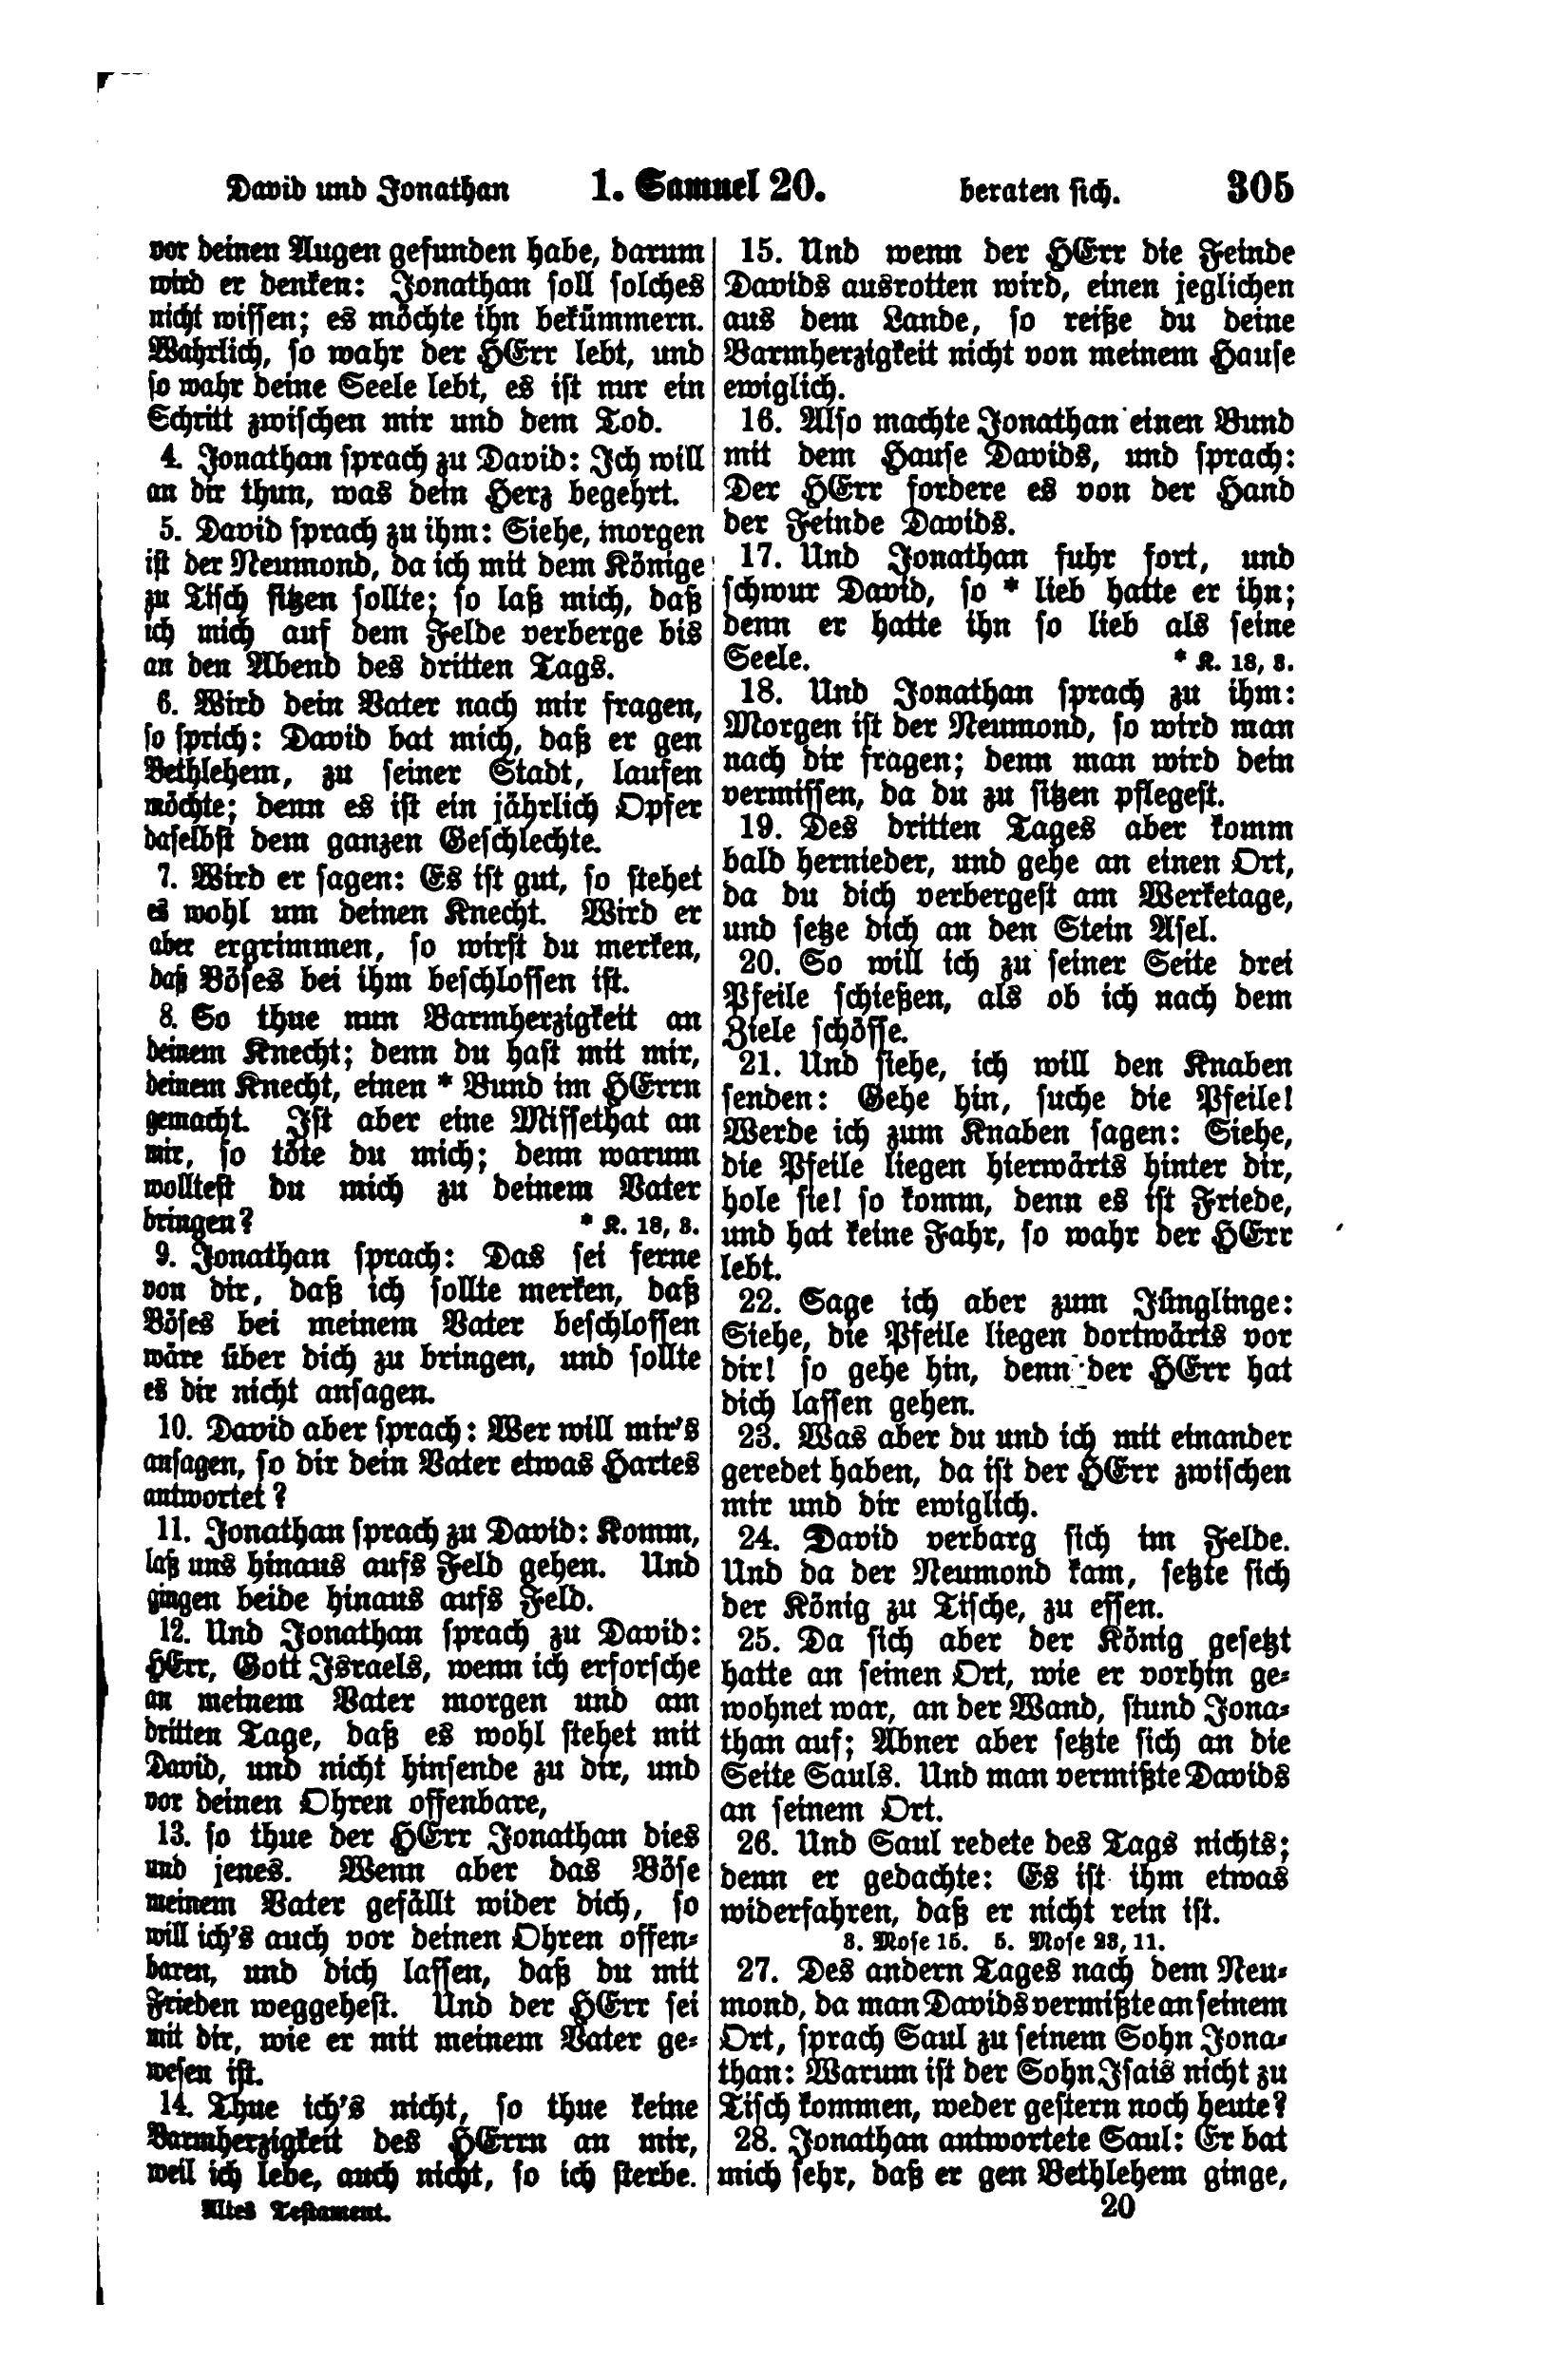 David und Jonathan 1. Samuel 20. beraten sich. 305
vor deinen Augen gefunden habe, darum
wird er denken: Jonathan soll solches
nicht wissen; es möchte ihn bekümmern.
Wahrlich, so wahr der HErr lebt, und
so wahr deine Seele lebt, es ist nur ein
Schritt zwischen mir und dem Tod.
4. Jonathan sprach zu David: Ich will
an dir thun, was dein Herz begehrt.
5. David sprach zu ihm: Siehe, morgen
ist der Neumond, da ich mit dem Könige
zu Tisch sitzen sollte; so laß mich, daß
ich mich auf dem Felde verberge bis
an den Abend des dritten Tags.
6. Wird dein Vater nach mir fragen,
so sprich: David bat mich, daß er gen
Bethlehem, zu seiner Stadt, laufen
möchte; denn es ist ein jährlich Opfer
daselbst dem ganzen Geschlechte.
7. Wird er sagen: Es ist gut, so stehet
es wohl um deinen Knecht. Wird er
aber ergrimmen, so wirst du merken,
daß Böses bei ihm beschlossen ist.
8. So thue nun Barmherzigkeit an
deinem Knecht; denn du hast mit mir,
deinem Knecht, einen * Bund im HErrn
gemacht. Ist aber eine Missethat an
mir, so töte du mich; denn warum
wolltest du mich zu deinem Vater
bringen? * K. 18, 3.
9. Jonathan sprach: Das sei ferne
von dir, daß ich sollte merken, daß
Böses bei meinem Vater beschlossen
wäre über dich zu bringen, und sollte
es dir nicht ansagen.
10. David aber sprach: Wer will mir's
ansagen, so dir dein Vater etwas Hartes
antwortet?
11. Jonathan sprach zu David: Komm,
laß uns hinaus aufs Feld gehen. Und
gingen beide hinaus aufs Feld.
12. Und Jonathan sprach zu David:
HErr, Gott Israels, wenn ich erforsche
an meinem Vater morgen und am
dritten Tage, daß es wohl stehet mit
David, und nicht hinsende zu dir, und
vor deinen Ohren offenbare,
13. so thue der HErr Jonathan dies
und jenes. Wenn aber das Böse
meinem Vater gefällt wider dich, so
will ich's auch vor deinen Ohren offen-
baren, und dich lassen, daß du mit
Frieden weggehest. Und der HErr sei
mit dir, wie er mit meinem Vater ge-
wesen ist.
14. Thue ich's nicht, so thue keine
Barmherzigkeit des HErrn an mir,
weil ich lebe, auch nicht, so ich sterbe.
Altes Testament.
15. Und wenn der HErr die Feinde
Davids ausrotten wird, einen jeglichen
aus dem Lande, so reiße du deine
Barmherzigkeit nicht von meinem Hause
ewiglich.
16. Also machte Jonathan einen Bund
mit dem Hause Davids, und sprach:
Der HErr fordere es von der Hand
der Feinde Davids.
17. Und Jonathan fuhr fort, und
schwur David, so * lieb hatte er ihn;
denn er hatte ihn so lieb als seine
Seele. * K. 18, 3.
18. Und Jonathan sprach zu ihm:
Morgen ist der Neumond, so wird man
nach dir fragen; denn man wird dein
vermissen, da du zu sitzen pflegest.
19. Des dritten Tages aber komm
bald hernieder, und gehe an einen Ort,
da du dich verbergest am Werketage,
und setze dich an den Stein Asel.
20. So will ich zu seiner Seite drei
Pfeile schießen, als ob ich nach dem
Ziele schösse.
21. Und siehe, ich will den Knaben
senden: Gehe hin, suche die Pfeile!
Werde ich zum Knaben sagen: Siehe,
die Pfeile liegen hierwärts hinter dir,
hole sie! so komm, denn es ist Friede,
und hat keine Fahr, so wahr der HErr
lebt.
22. Sage ich aber zum Jünglinge:
Siehe, die Pfeile liegen dortwärts vor
dir! so gehe hin, denn der HErr hat
dich lassen gehen.
23. Was aber du und ich mit einander
geredet haben, da ist der HErr zwischen
mir und dir ewiglich.
24. David verbarg sich im Felde.
Und da der Neumond kam, setzte sich
der König zu Tische, zu essen.
25. Da sich aber der König gesetzt
hatte an seinen Ort, wie er vorhin ge-
wohnet war, an der Wand, stund Jona-
than auf; Abner aber setzte sich an die
Seite Sauls. Und man vermißte Davids
an seinem Ort.
26. Und Saul redete des Tags nichts;
denn er gedachte: Es ist ihm etwas
widerfahren, daß er nicht rein ist.
3. Mose 15. 5. Mose 23, 11.
27. Des andern Tages nach dem Neu-
mond, da man Davids vermißte an seinem
Ort, sprach Saul zu seinem Sohn Jona-
than: Warum ist der Sohn Isais nicht zu
Tisch kommen, weder gestern noch heute?
28. Jonathan antwortete Saul: Er bat
mich sehr, daß er gen Bethlehem ginge,
20